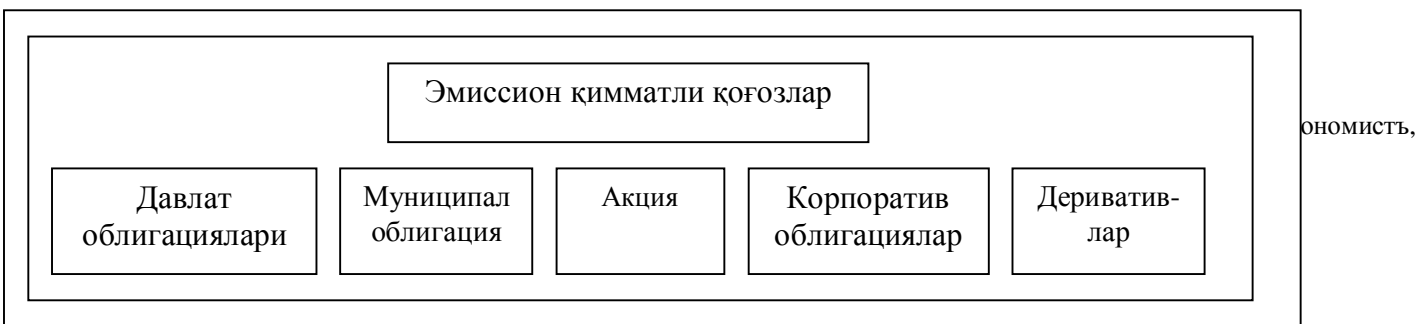 Эмиссион қимматли қоғозлар
ономистъ,
Давлат
облигациялари
Муниципал
облигация
Акция
Корпоратив
облигациялар
Дериватив-
лар